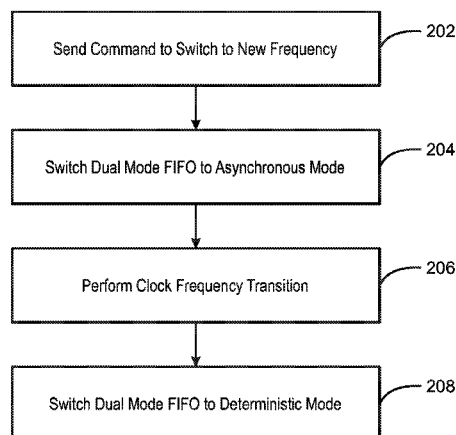 Send Command to Switch to New Frequency
202
Switch Dual Mode FIFO to Asynchronous Mode
204
Perform Clock Frequency Transition
206
Switch Dual Mode FIFO to Deterministic Mode
208